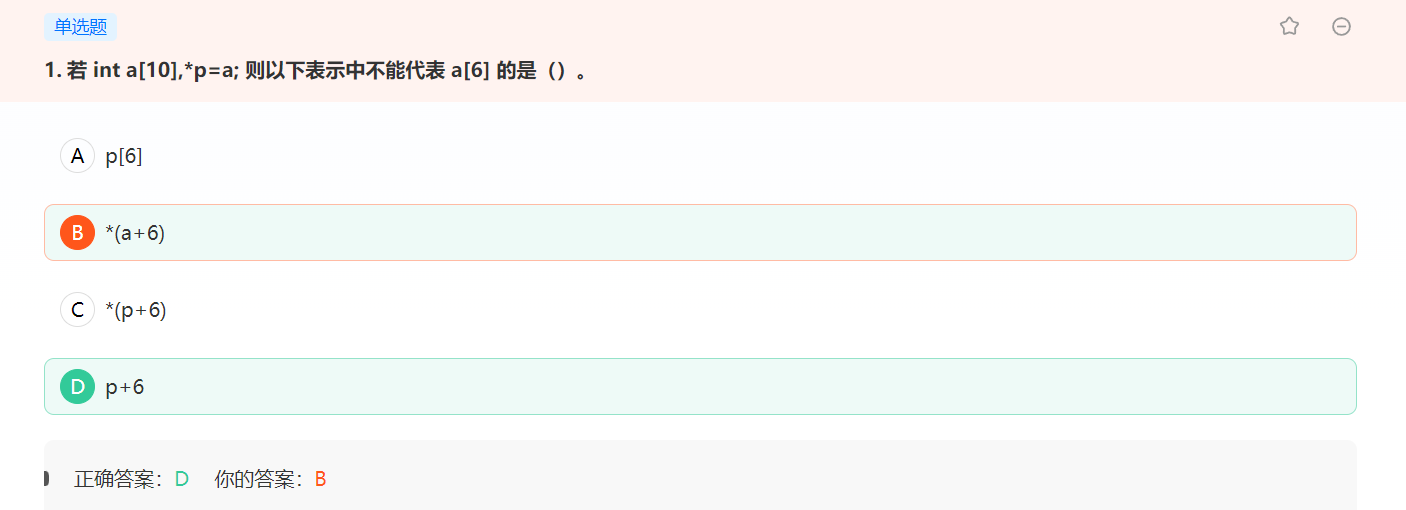 单选题
1. 若 int a[10],*p=a; 则以下表示中不能代表 a[6] 的是（）。
A p[6]
B *(a+6)
C *(p+6)
D p+6
正确答案：D 你的答案：B